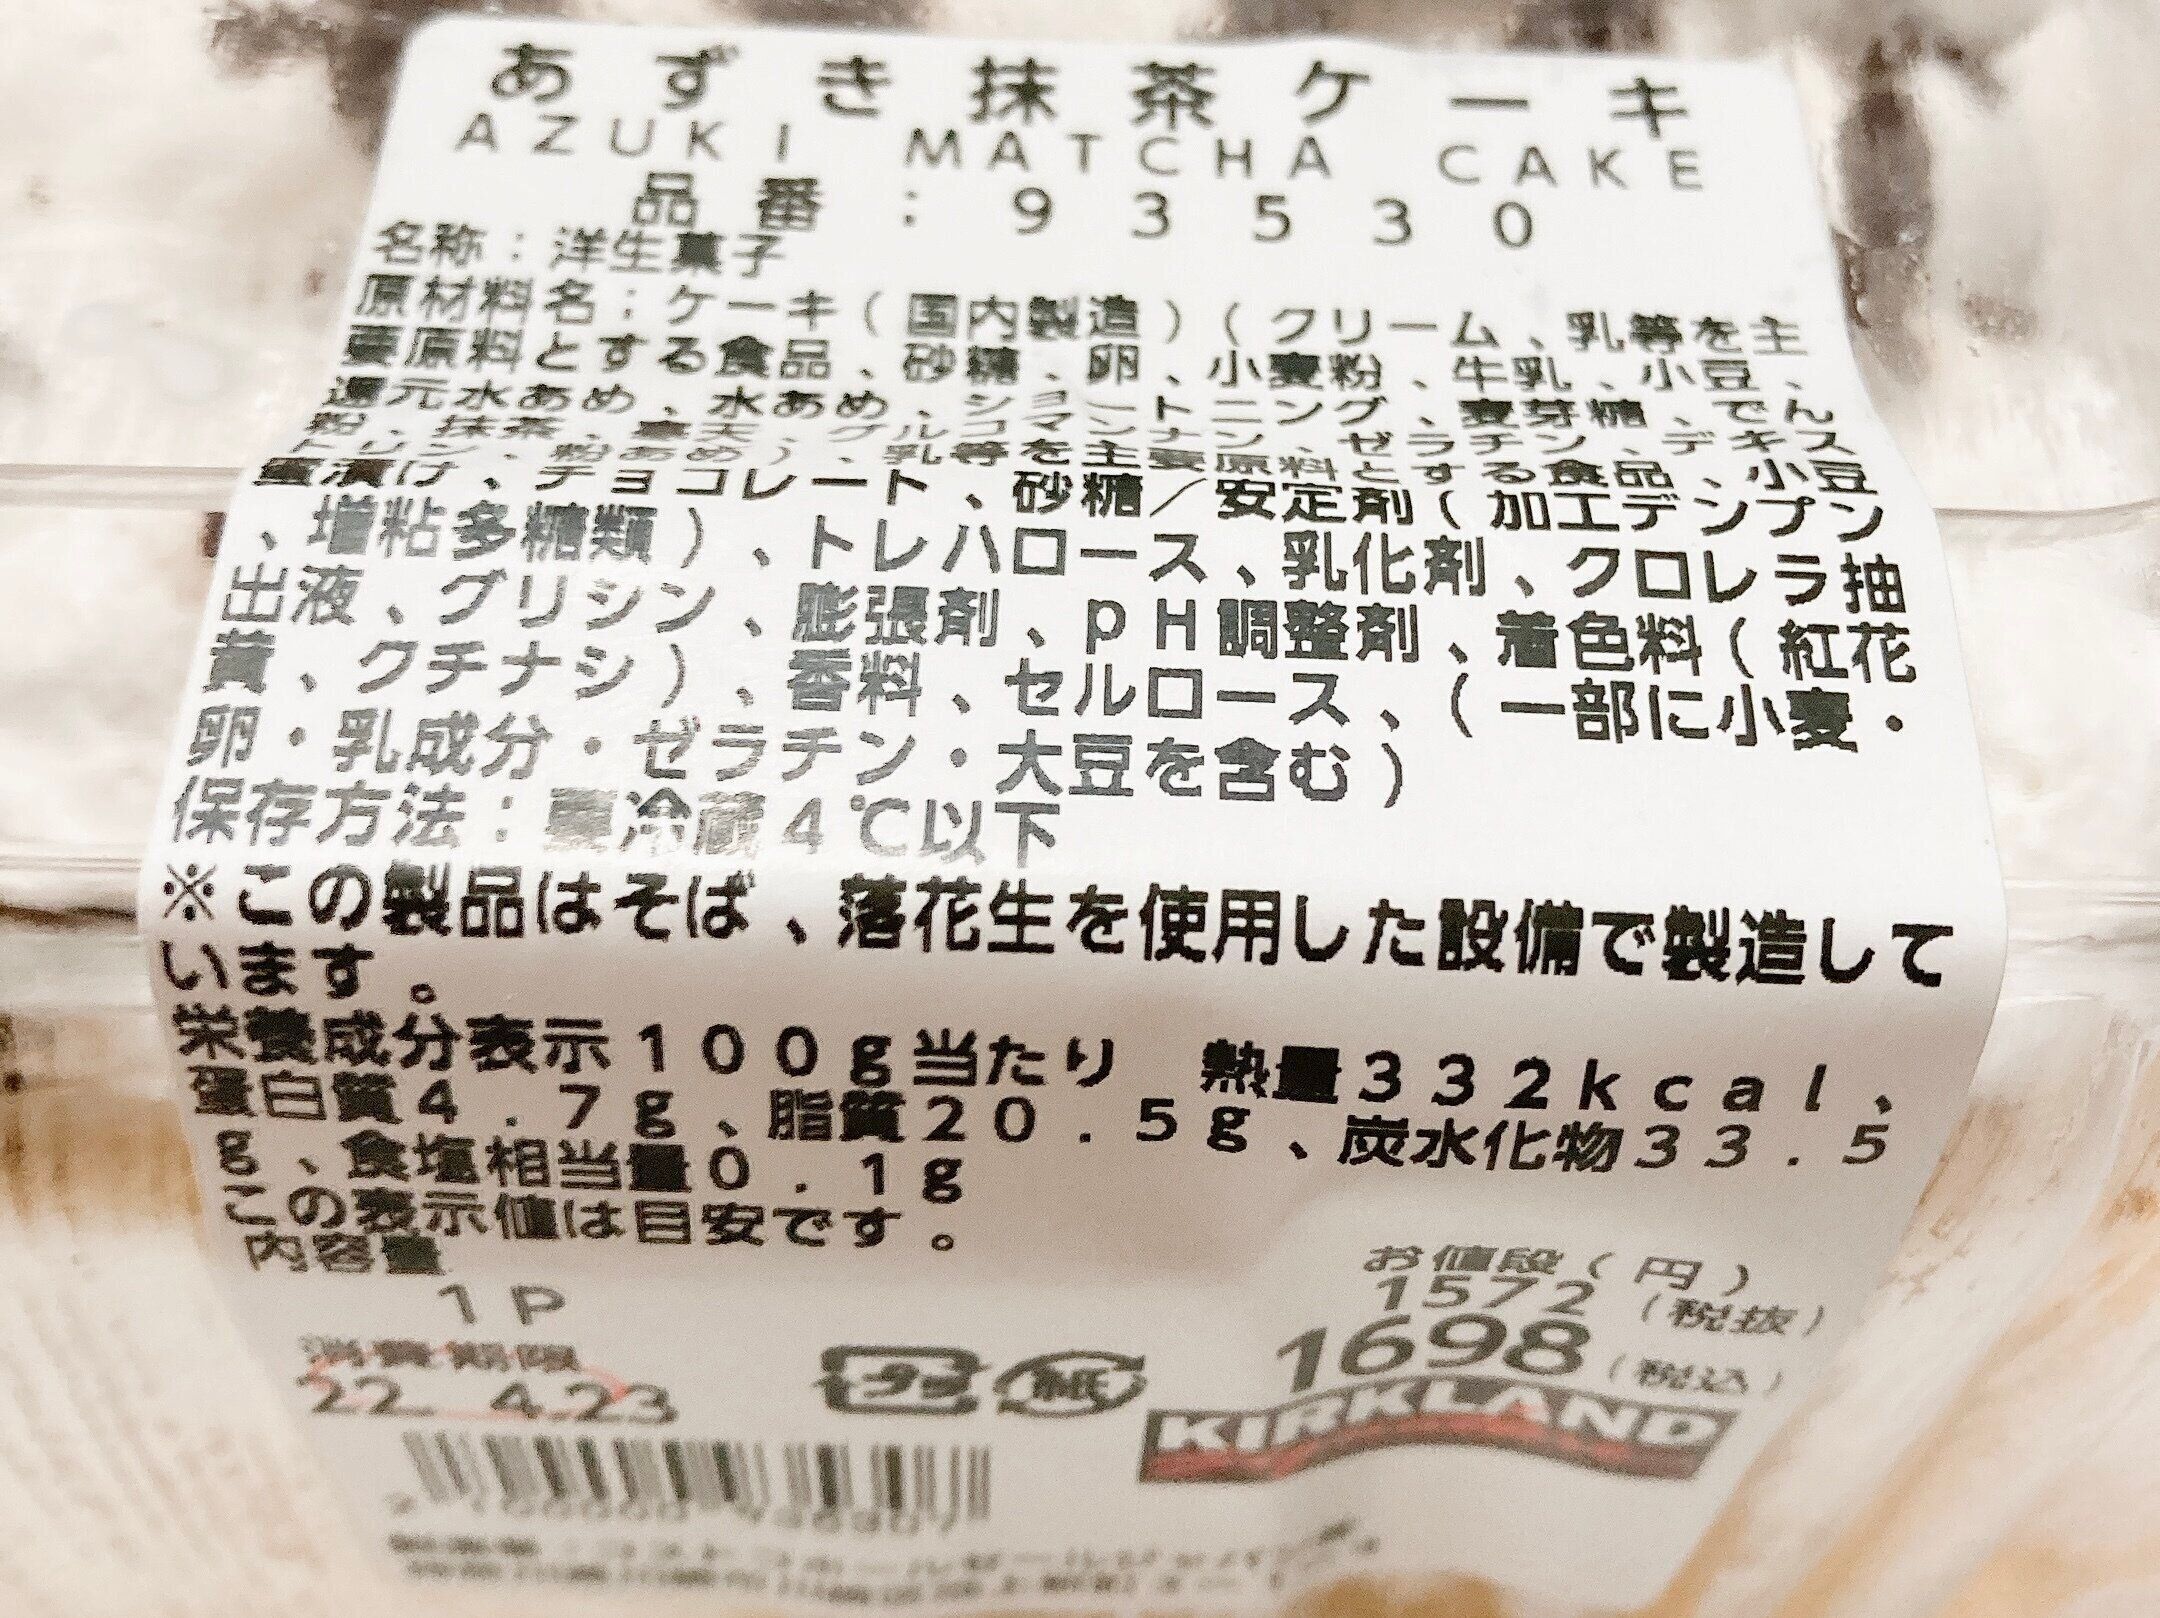 あずき抹茶ケーキ
AZUKI MATCHA CAKE
品番:93530
名称:洋生菓子
原材料名:ケーキ(国内製造)(クリーム、乳等を主
要原料とする食品、砂糖、卵、小麦粉、牛乳、小豆、
還元水あめ、水あめ、ショートニング、麦芽糖、でん
粉、抹茶、寒天、グルコマンナン、ゼラチン、デキス
トリン、粉あめ)、乳等を主要原料とする食品、小豆
蜜漬け、チョコレート、砂糖/安定剤(加工デンプン
、増粘多糖類)、トレハロース、乳化剤、クロレラ抽
出液、グリシン、膨張剤、pH調整剤、着色料(紅花
黄、クチナシ)、香料、セルロース、(一部に小麦・
卵・乳成分・ゼラチン・大豆を含む)
保存方法:要冷蔵4℃以下
※この製品はそば、落花生を使用した設備で製造して
います。
栄養成分表示100g当たり 熱量332kcal、
蛋白質4.7g、脂質20.5g、炭水化物33.5
g、食塩相当量0.1g
この表示値は目安です。
内容量
1P
お値段(円)
1572(税抜)
1698(税込)
消費期限
22. 4.23
プラ
紙
KIRKLAND